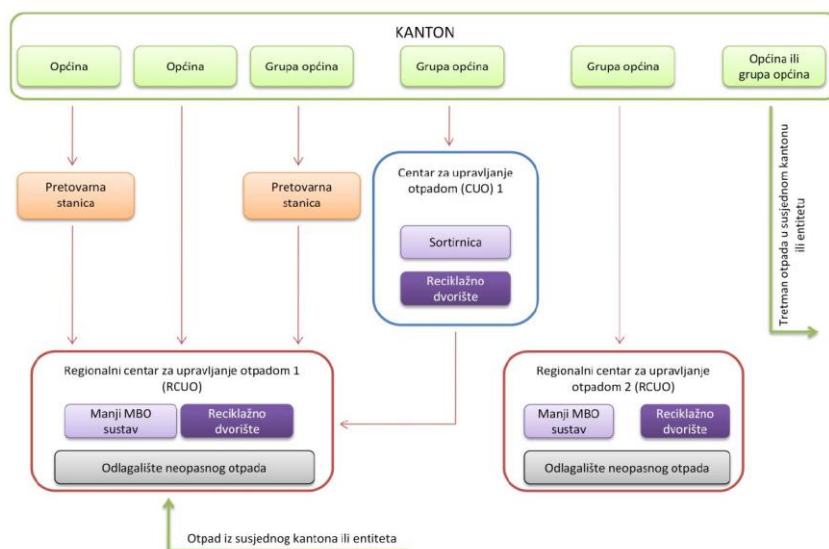 KANTON
Općina
Općina
Grupa općina
Grupa općina
Grupa općina
Općina ili
grupa općina
Pretovarna
stanica
Pretovarna
stanica
Centar za upravljanje
otpadom (CUO) 1
Sortirnica
Reciklažno
dvorište
Tretman otpada u susjednom kantonu
ili entitetu
Regionalni centar za upravljanje otpadom 1
(RCUO)
Manji MBO
sustav
Reciklažno
dvorište
Odlagalište neopasnog otpada
Regionalni centar za upravljanje
otpadom 2 (RCUO)
Manji MBO
sustav
Reciklažno
dvorište
Odlagalište neopasnog otpada
Otpad iz susjednog kantona ili entiteta